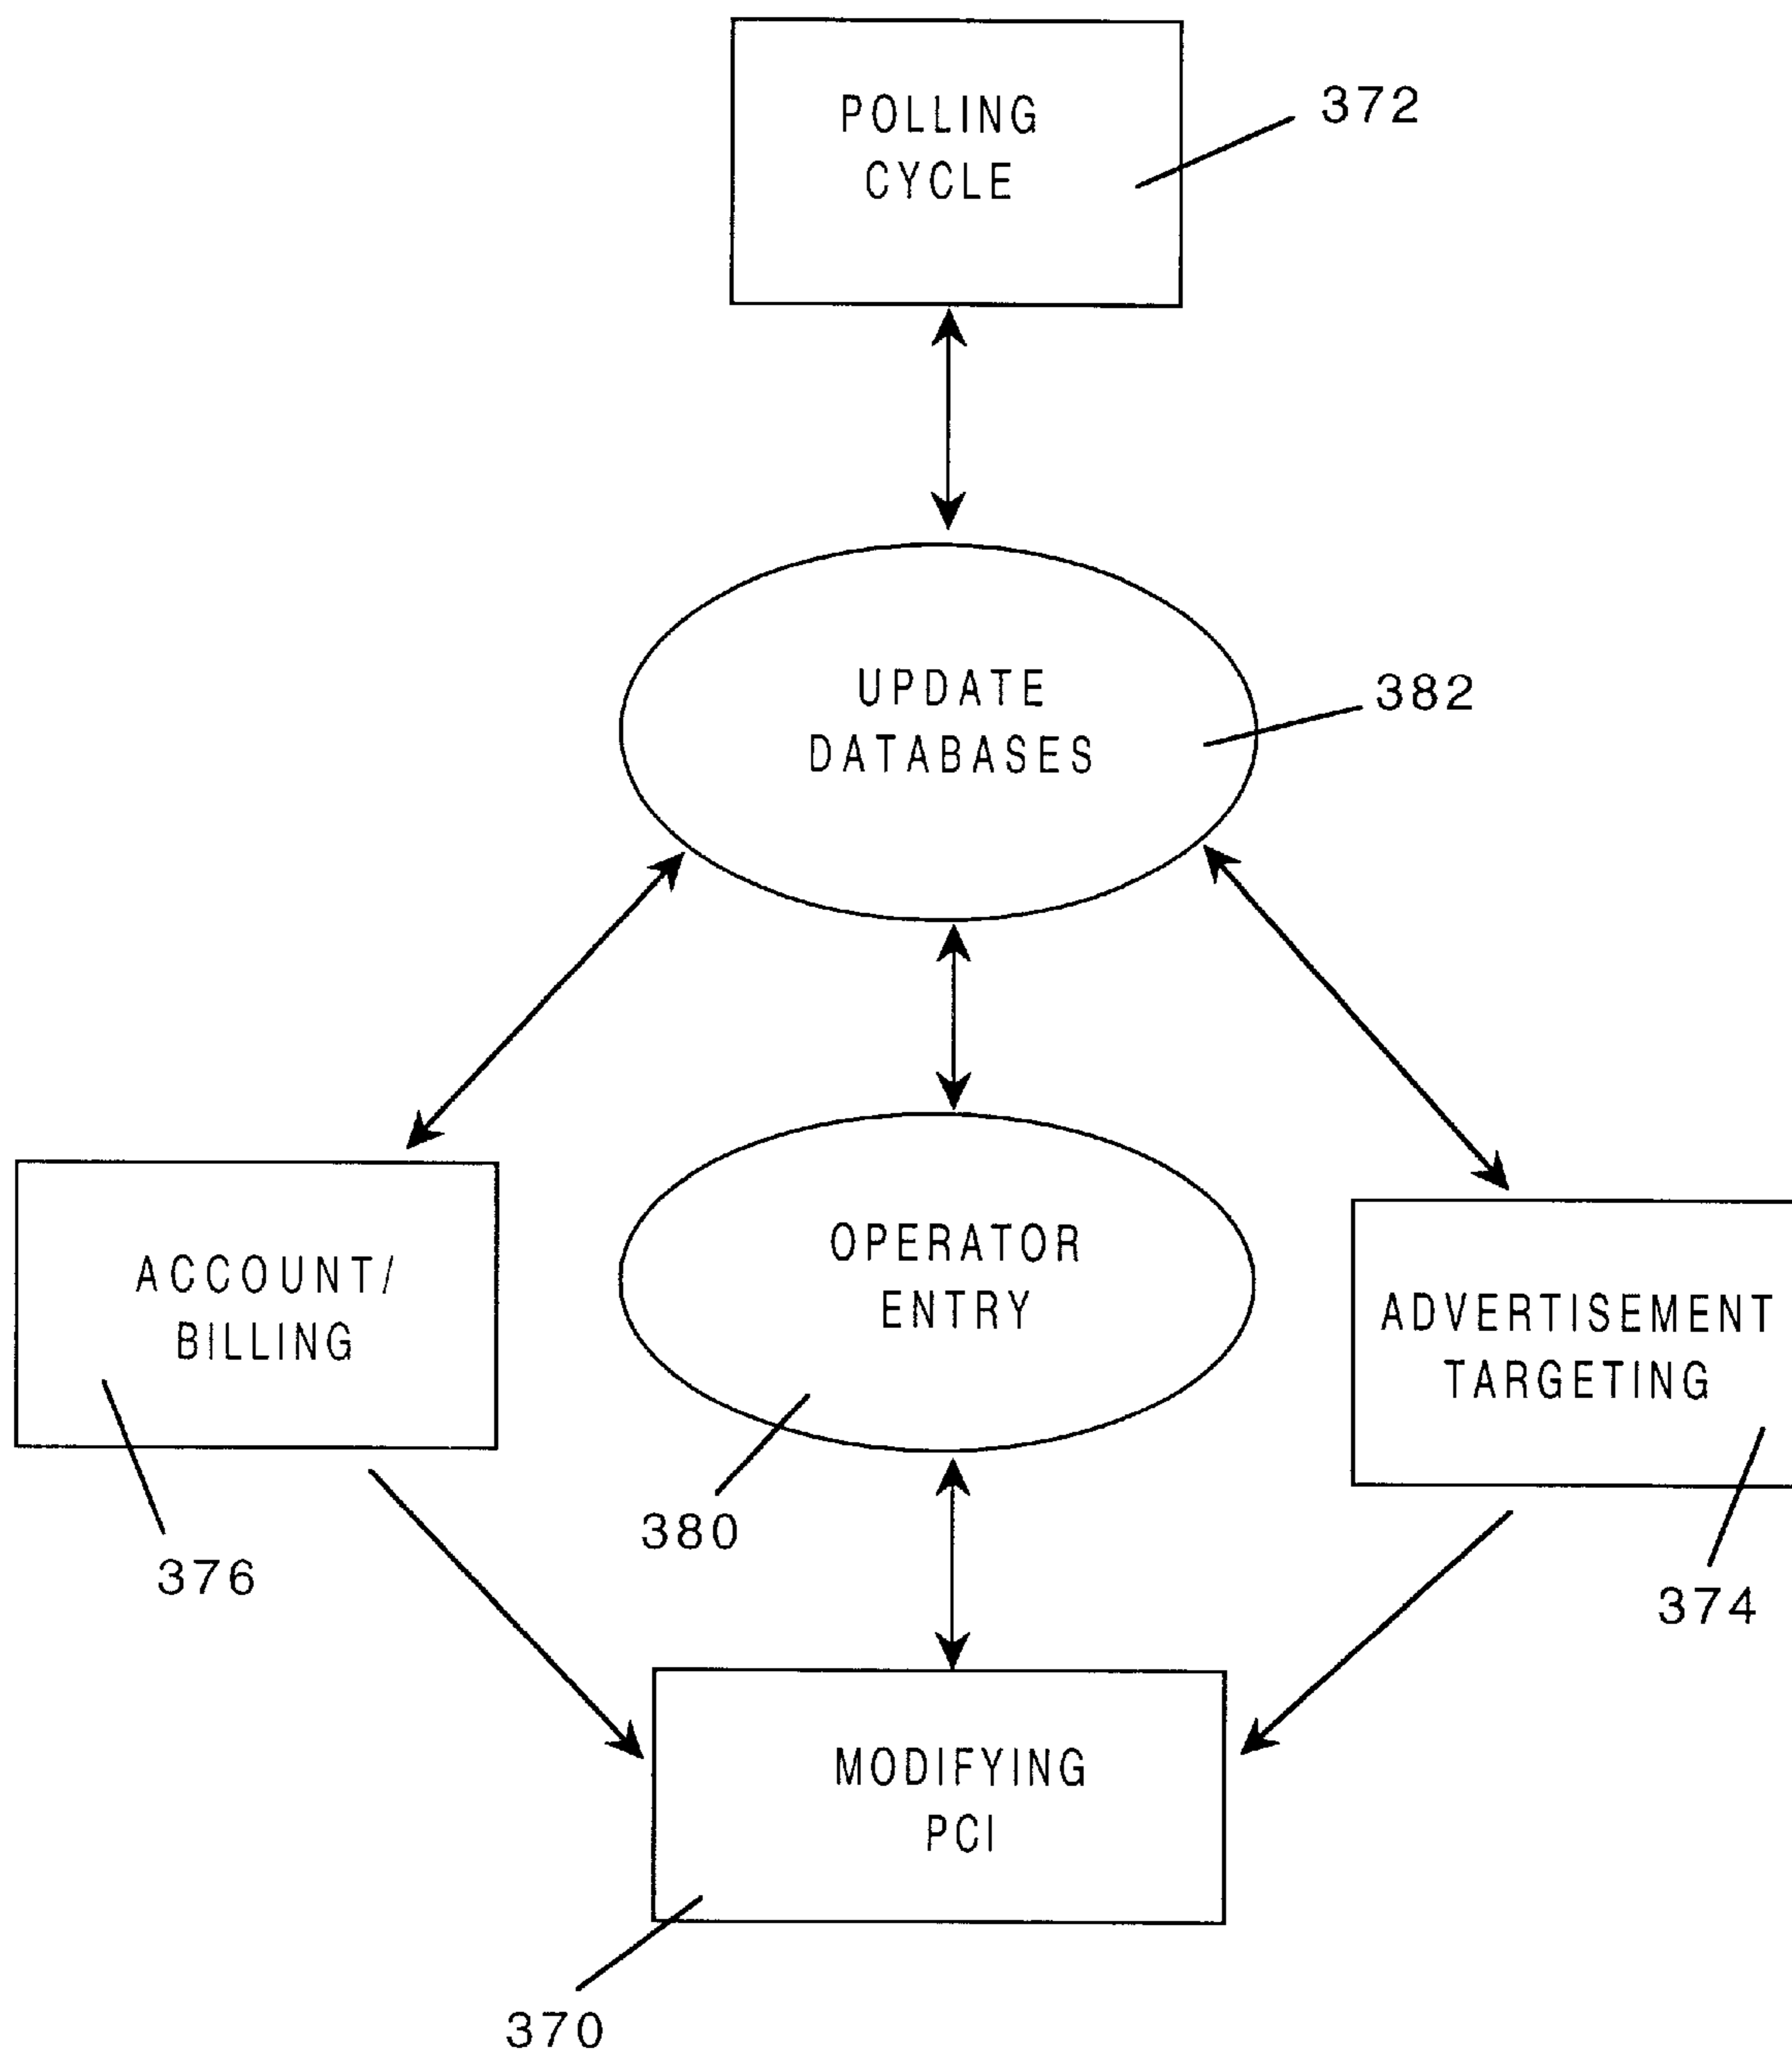 POLLING
CYCLE
372
UPDATE
DATABASES
382
ACCOUNT/
BILLING
376
OPERATOR
ENTRY
380
ADVERTISEMENT
TARGETING
374
MODIFYING
PCI
370